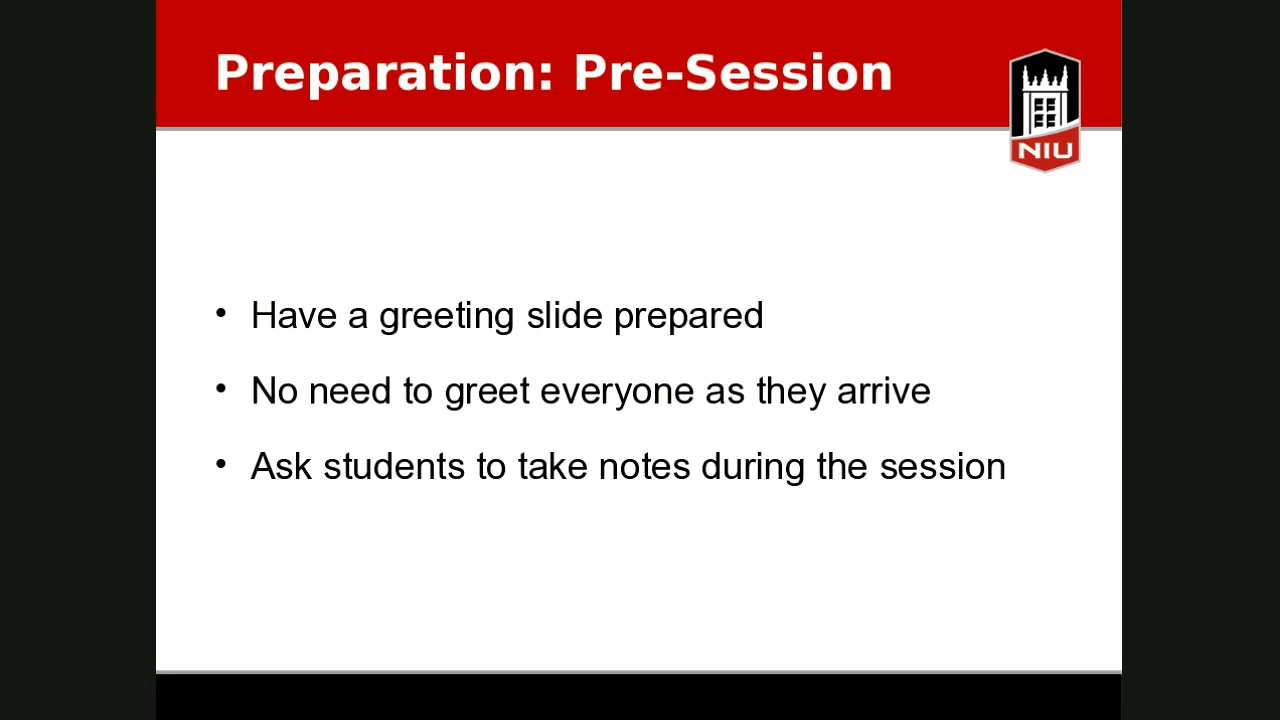 Preparation: Pre-Session
NIU
• Have a greeting slide prepared
• No need to greet everyone as they arrive
• Ask students to take notes during the session